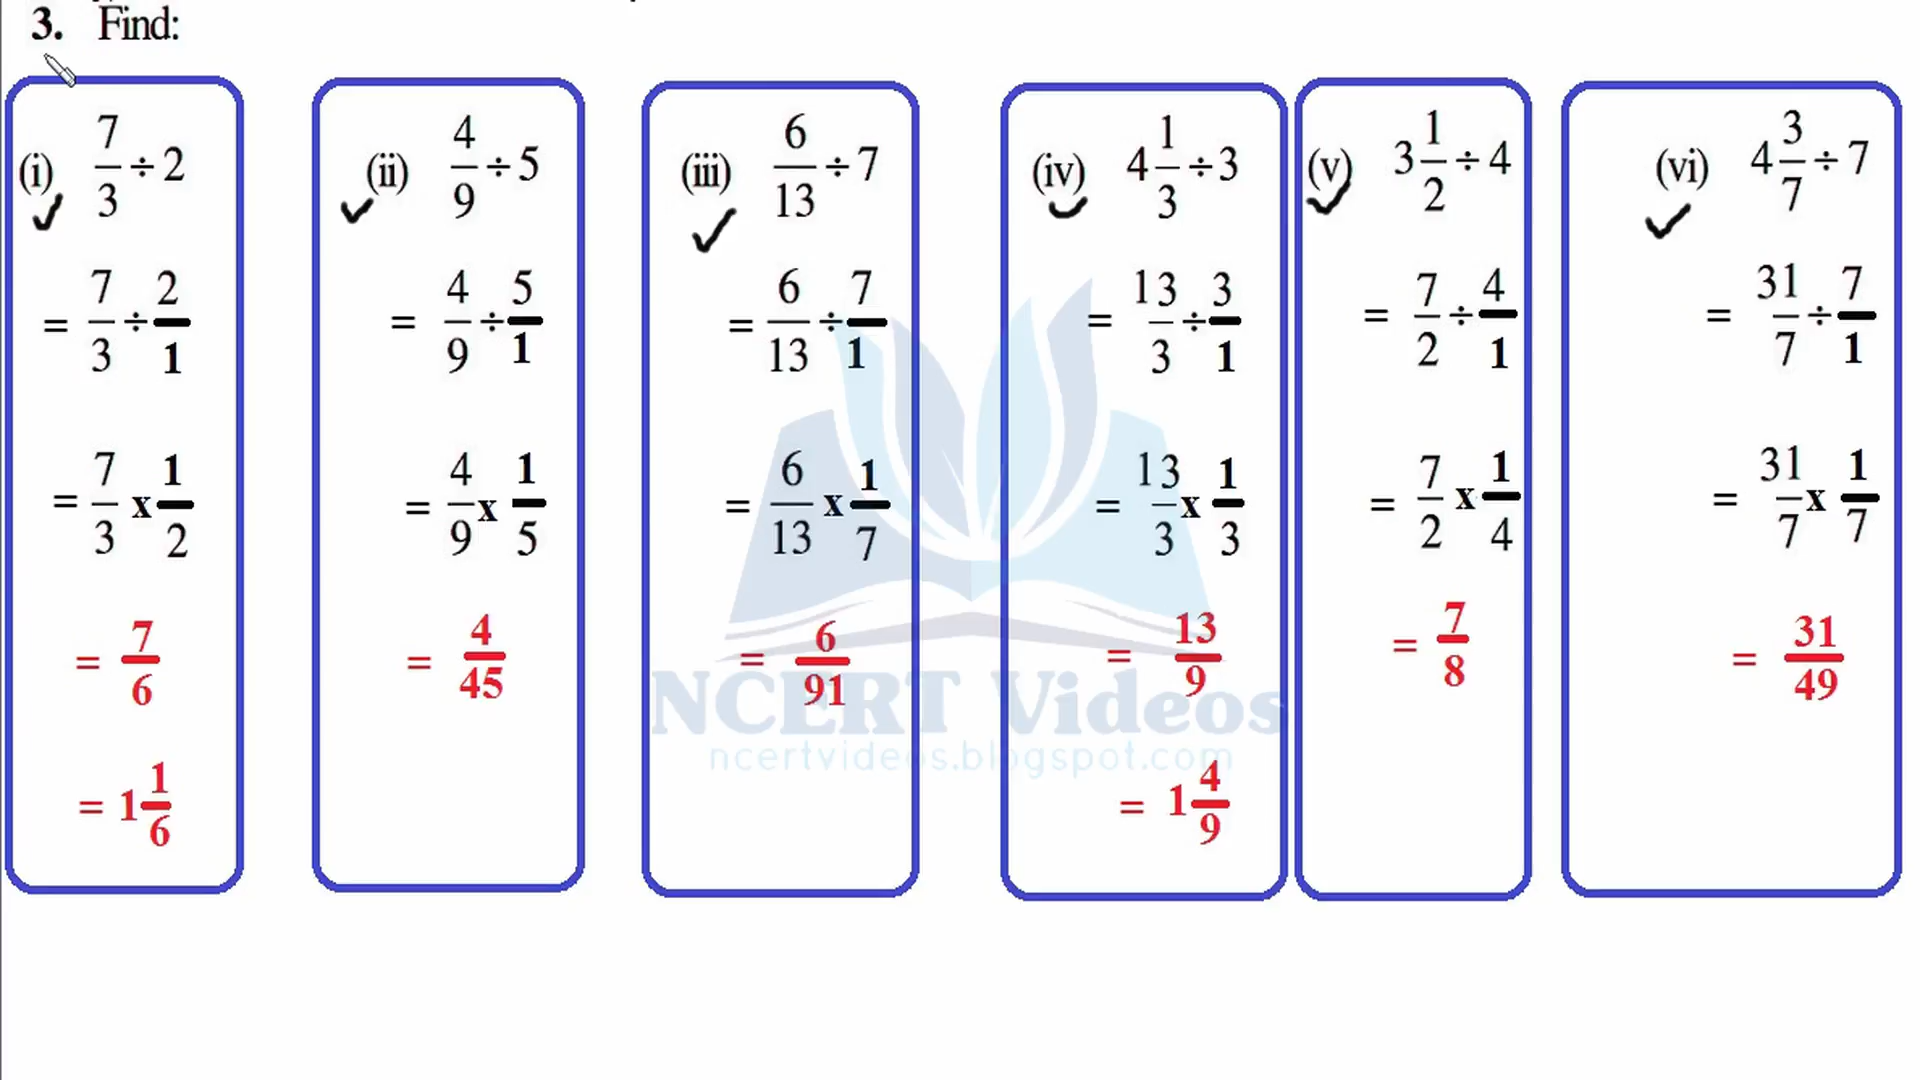 3. Find:
(i) 7/3 ÷ 2
= 7/3 ÷ 2/1
= 7/3 x 1/2
= 7/6
= 1 1/6
(ii) 4/9 ÷ 5
= 4/9 ÷ 5/1
= 4/9 x 1/5
= 4/45
(iii) 6/13 ÷ 7
= 6/13 ÷ 7/1
= 6/13 x 1/7
= 6/91
(iv) 4 1/3 ÷ 3
= 13/3 ÷ 3/1
= 13/3 x 1/3
= 13/9
= 1 4/9
(v) 3 1/2 ÷ 4
= 7/2 ÷ 4/1
= 7/2 x 1/4
= 7/8
(vi) 4 3/7 ÷ 7
= 31/7 ÷ 7/1
= 31/7 x 1/7
= 31/49
NCERT Videos
ncertvideos.blogspot.com